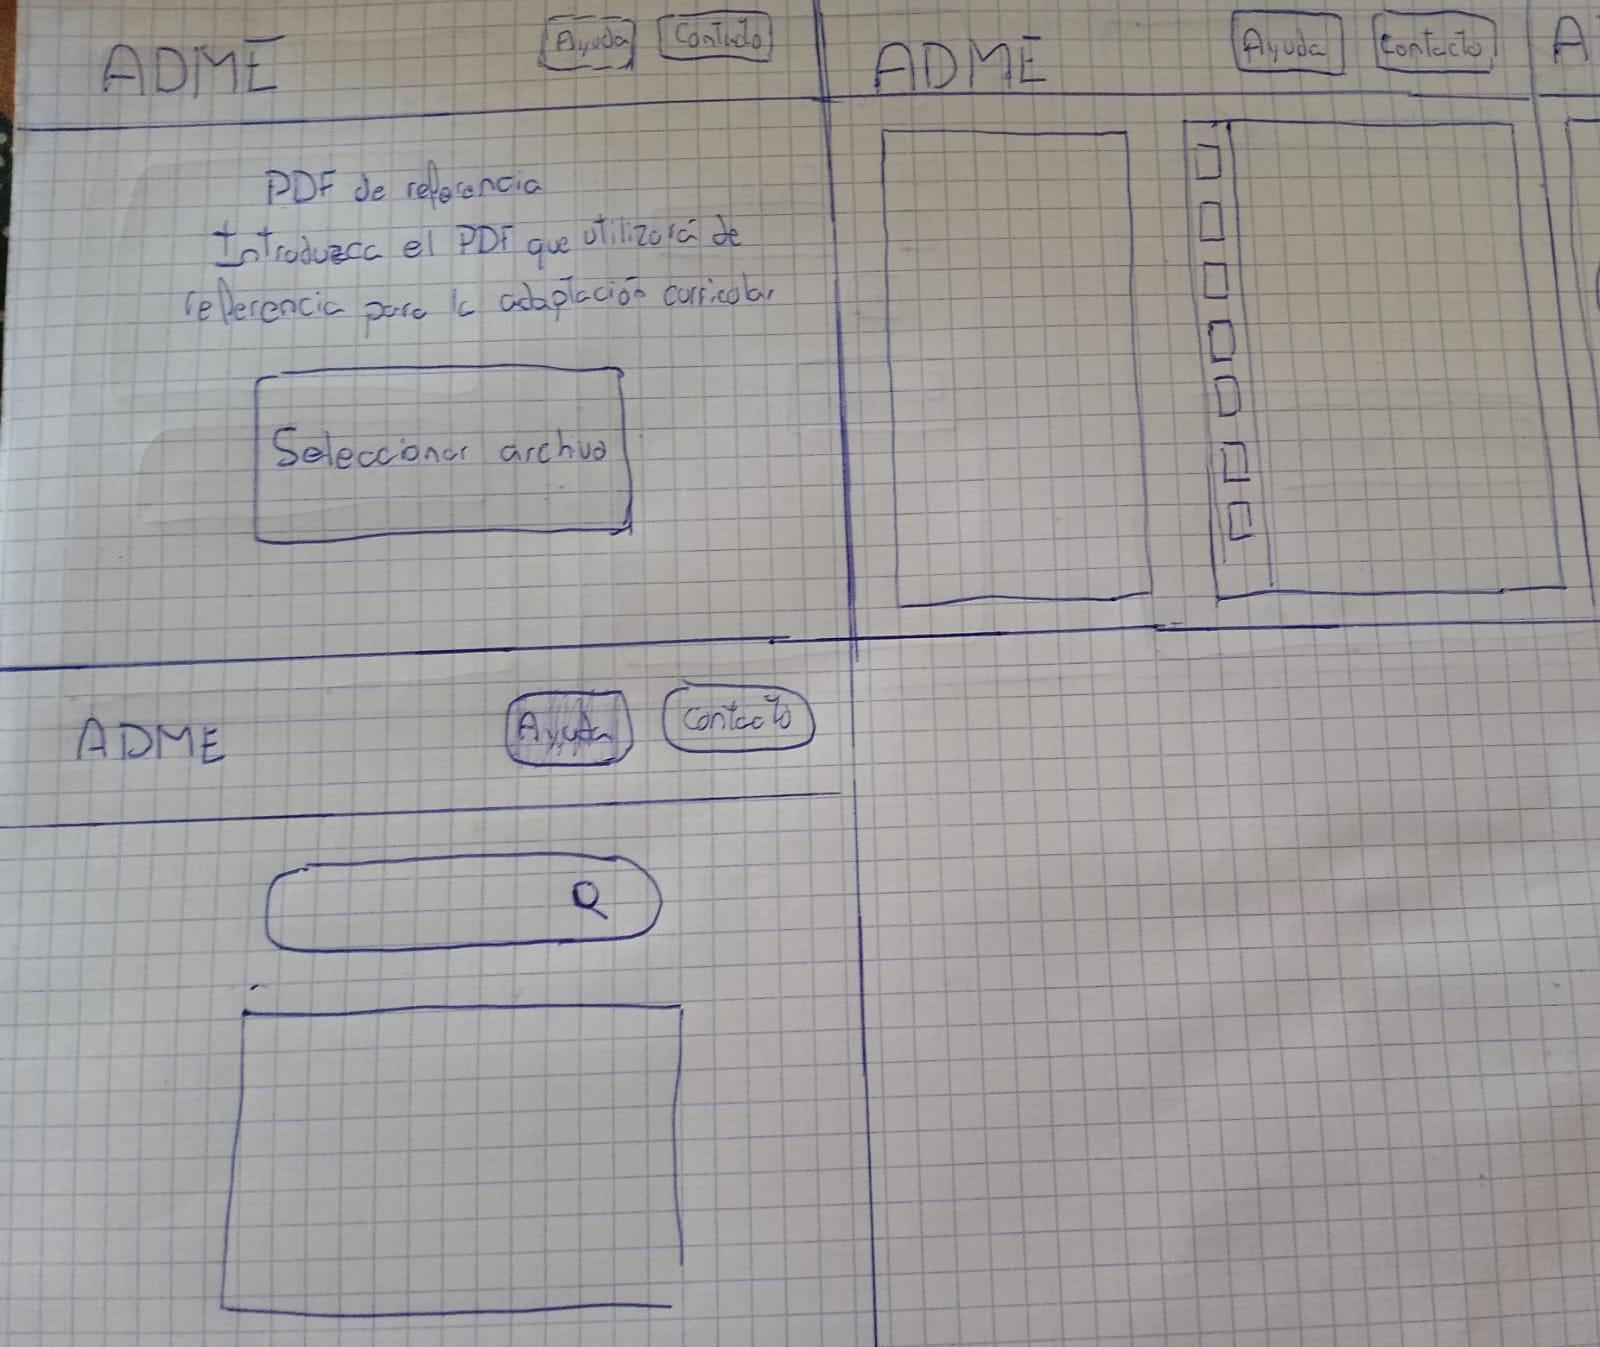 ADME
Ayuda
Contacto
PDF de referencia
Introduzca el PDF que utilizará de
referencia para la adaptación curricular
Seleccionar archivo
ADME
Ayuda
Contacto
A
ADME
Ayuda
Contacto